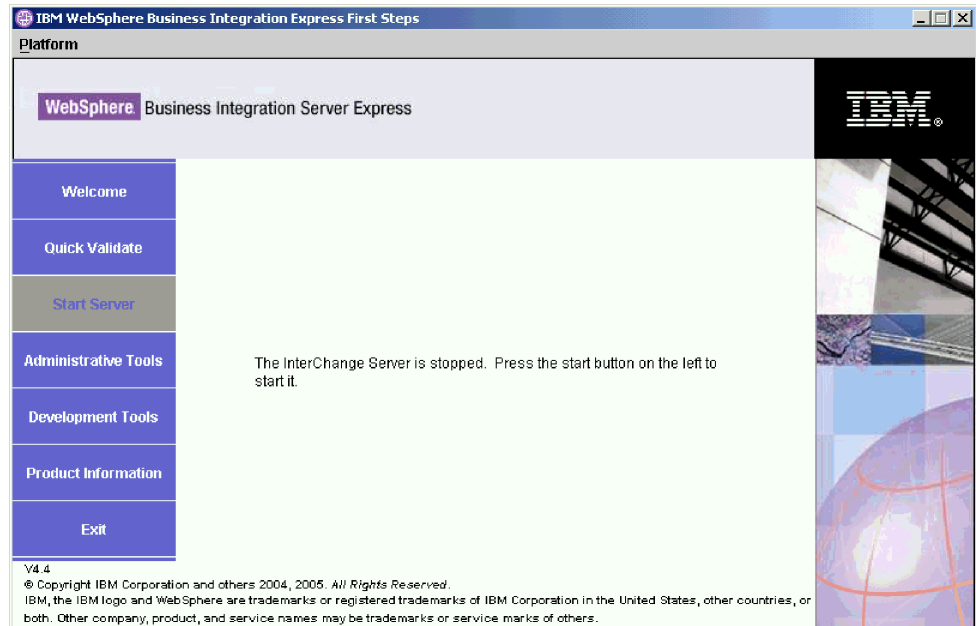 IBM WebSphere Business Integration Express First Steps
Platform
WebSphere. Business Integration Server Express
IBM®
Welcome
Quick Validate
Start Server
Administrative Tools
Development Tools
Product Information
Exit
The InterChange Server is stopped. Press the start button on the left to
start it.
V4.4
© Copyright IBM Corporation and others 2004, 2005. All Rights Reserved.
IBM, the IBM logo and WebSphere are trademarks or registered trademarks of IBM Corporation in the United States, other countries, or
both. Other company, product, and service names may be trademarks or service marks of others.